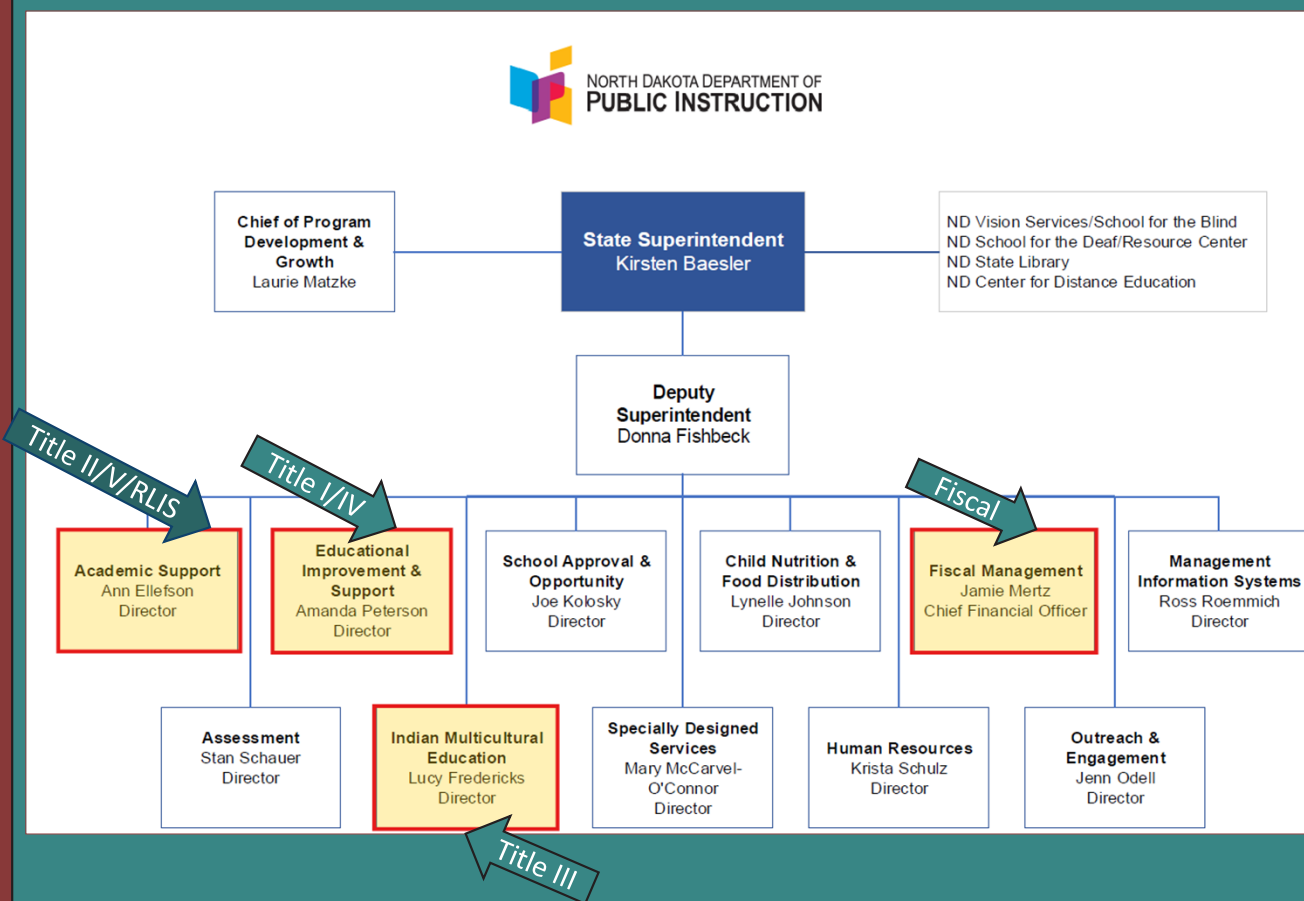 NORTH DAKOTA DEPARTMENT OF
PUBLIC INSTRUCTION
Chief of Program
Development &
Growth
Laurie Matzke
State Superintendent
Kirsten Baesler
ND Vision Services/School for the Blind
ND School for the Deaf/Resource Center
ND State Library
ND Center for Distance Education
Deputy
Superintendent
Donna Fishbeck
Title II/V/RLIS
Title I/IV
Fiscal
Academic Support
Ann Ellefson
Director
Educational
Improvement &
Support
Amanda Peterson
Director
School Approval &
Opportunity
Joe Kolosky
Director
Child Nutrition &
Food Distribution
Lynelle Johnson
Director
Fiscal Management
Jamie Mertz
Chief Financial Officer
Management
Information Systems
Ross Roemmich
Director
Assessment
Stan Schauer
Director
Indian Multicultural
Education
Lucy Fredericks
Director
Specially Designed
Services
Mary McCarvel-
O'Connor
Director
Human Resources
Krista Schulz
Director
Outreach &
Engagement
Jenn Odell
Director
Title III